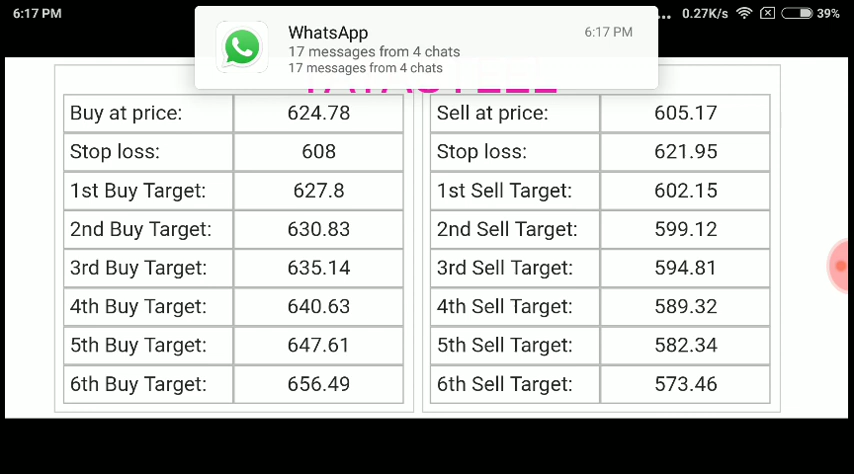 6:17 PM
... 0.27K/s 39%
WhatsApp 6:17 PM
17 messages from 4 chats
17 messages from 4 chats
Buy at price: 624.78 Sell at price: 605.17
Stop loss: 608 Stop loss: 621.95
1st Buy Target: 627.8 1st Sell Target: 602.15
2nd Buy Target: 630.83 2nd Sell Target: 599.12
3rd Buy Target: 635.14 3rd Sell Target: 594.81
4th Buy Target: 640.63 4th Sell Target: 589.32
5th Buy Target: 647.61 5th Sell Target: 582.34
6th Buy Target: 656.49 6th Sell Target: 573.46